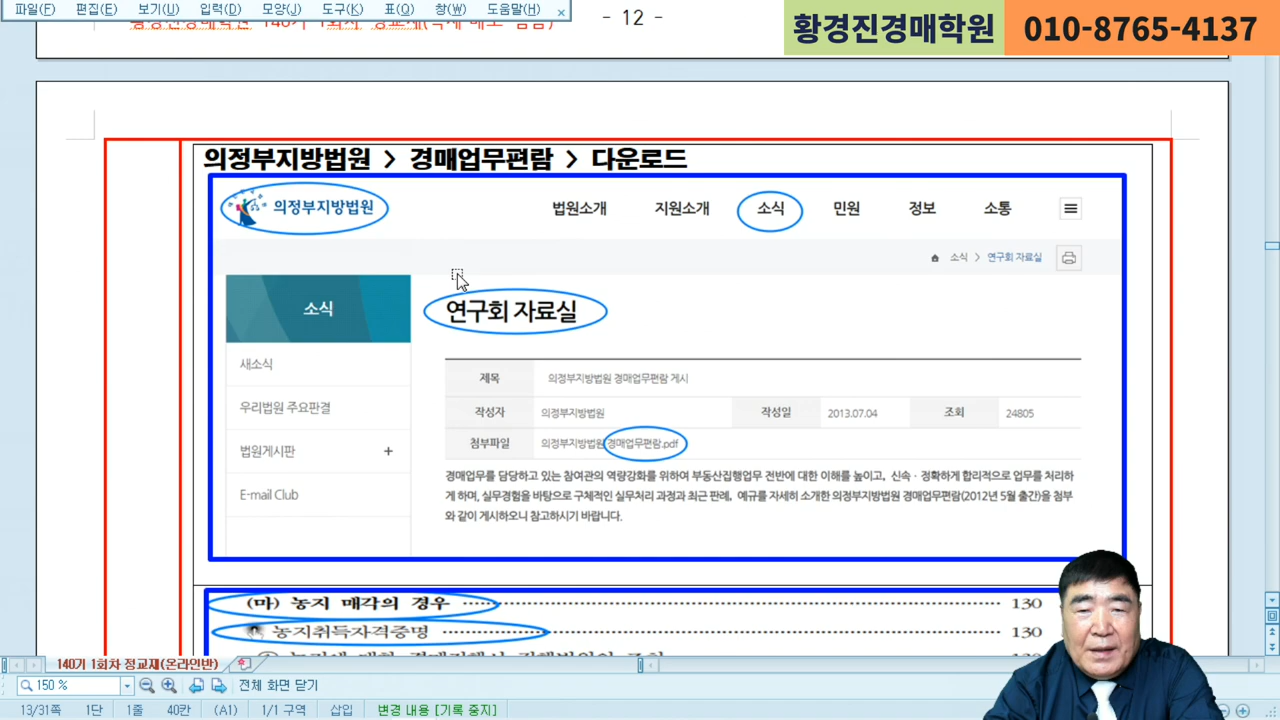 파일(F) 편집(E) 보기(U) 입력(D) 모양(J) 도구(K) 표(Q) 창(W) 도움말(H)
- 12 -
황경진경매학원 010-8765-4137
의정부지방법원 > 경매업무편람 > 다운로드
의정부지방법원 법원소개 지원소개 소식 민원 정보 소통
소식 > 연구회 자료실
소식
연구회 자료실
새소식
우리법원 주요판결
법원게시판 +
E-mail Club
제목 의정부지방법원 경매업무편람 게시
작성자 의정부지방법원 작성일 2013.07.04 조회 24805
첨부파일 의정부지방법원 경매업무편람.pdf
경매업무를 담당하고 있는 참여관의 역량강화를 위하여 부동산집행업무 전반에 대한 이해를 높이고, 신속 · 정확하게 합리적으로 업무를 처리하
게 하며, 실무경험을 바탕으로 구체적인 실무처리 과정과 최근 판례, 예규를 자세히 소개한 의정부지방법원 경매업무편람(2012년 5월 출간)을 첨부
와 같이 게시하오니 참고하시기 바랍니다.
(마) 농지 매각의 경우 130
농지취득자격증명 130
140기 1회차 정교재(온라인반)
150 % 전체 화면 닫기
13/31쪽 1단 1줄 40칸 (A1) 1/1 구역 삽입 변경 내용 [기록 중지]